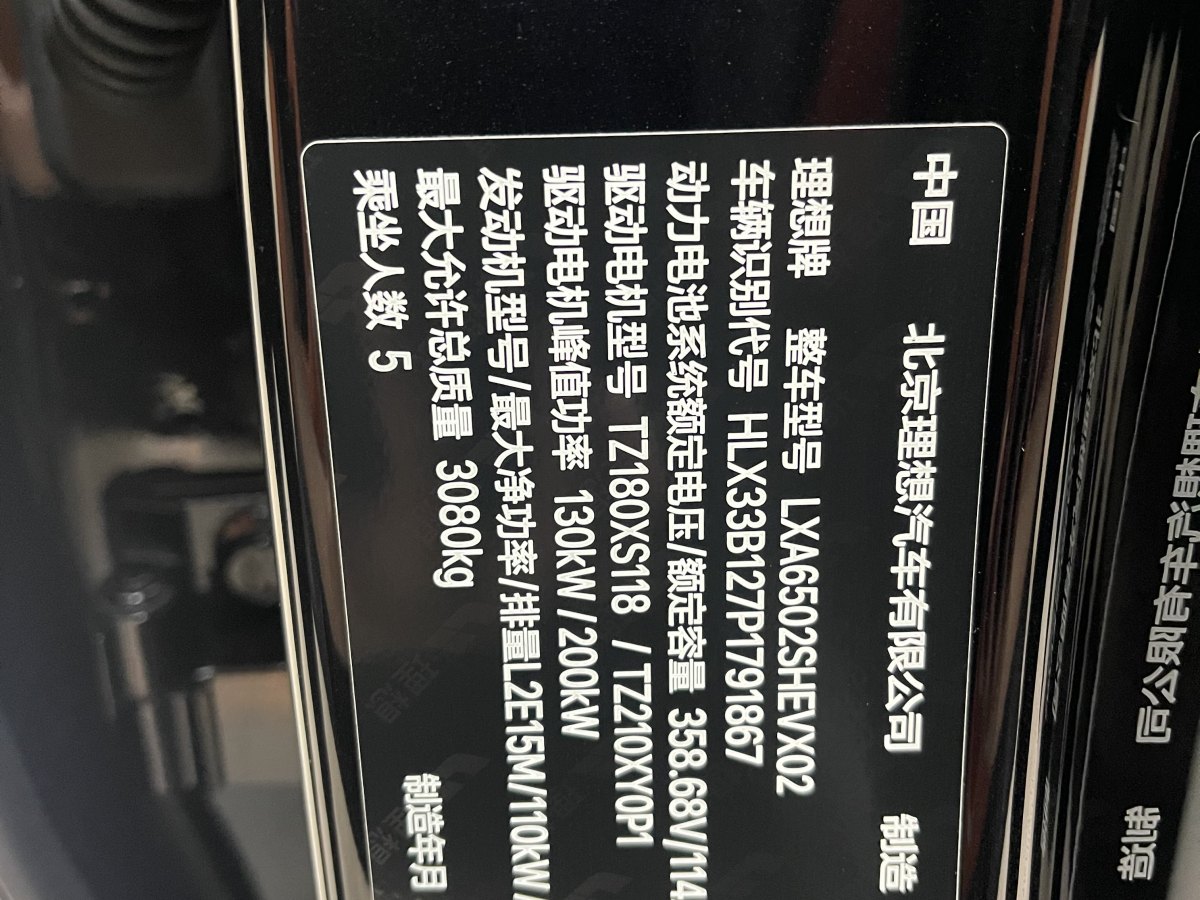 中国 北京理想汽车有限公司 制造
理想牌 整车型号 LXA6502SHEVX02
车辆识别代号 HLX33B127P1791867
动力电池系统额定电压/额定容量 358.68V/114
驱动电机型号 TZ180XS118 /TZ210XY0P1
驱动电机峰值功率 130kW/200kW
发动机型号/最大净功率/排量L2E15M/110kW/
最大允许总质量 3080kg
乘坐人数 5
制造年月